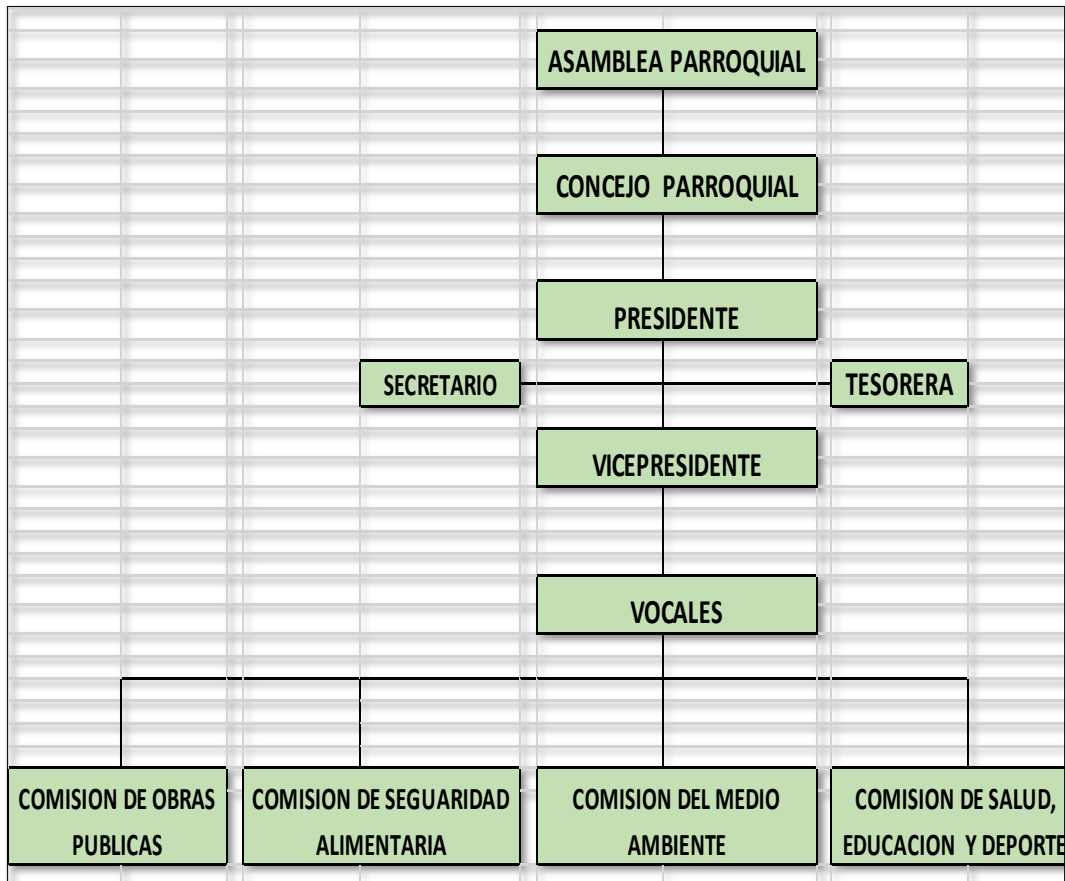 ASAMBLEA PARROQUIAL
CONCEJO PARROQUIAL
PRESIDENTE
SECRETARIO
TESORERA
VICEPRESIDENTE
VOCALES
COMISION DE OBRAS
PUBLICAS
COMISION DE SEGUARIDAD
ALIMENTARIA
COMISION DEL MEDIO
AMBIENTE
COMISION DE SALUD,
EDUCACION Y DEPORTE